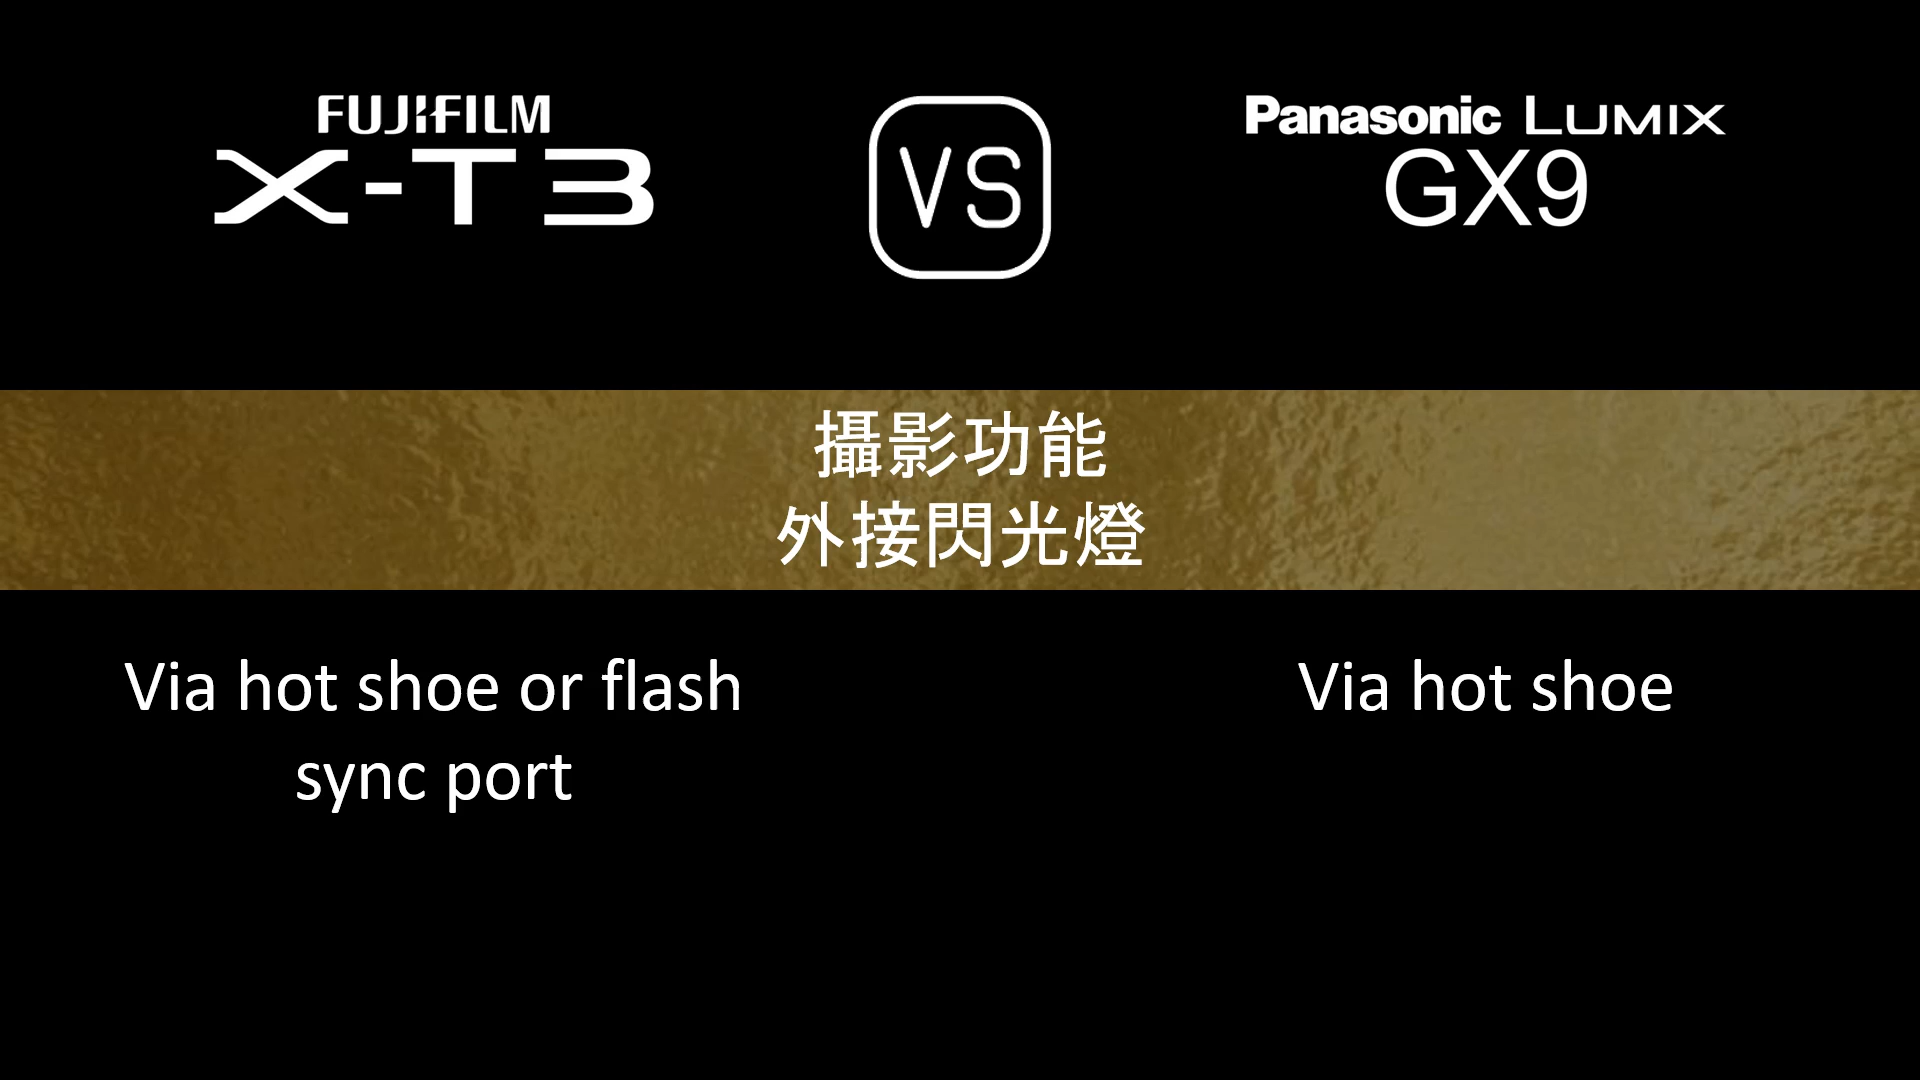 FUJIFILM
X-T3
VS
Panasonic LUMIX
GX9
攝影功能
外接閃光燈
Via hot shoe or flash
sync port
Via hot shoe